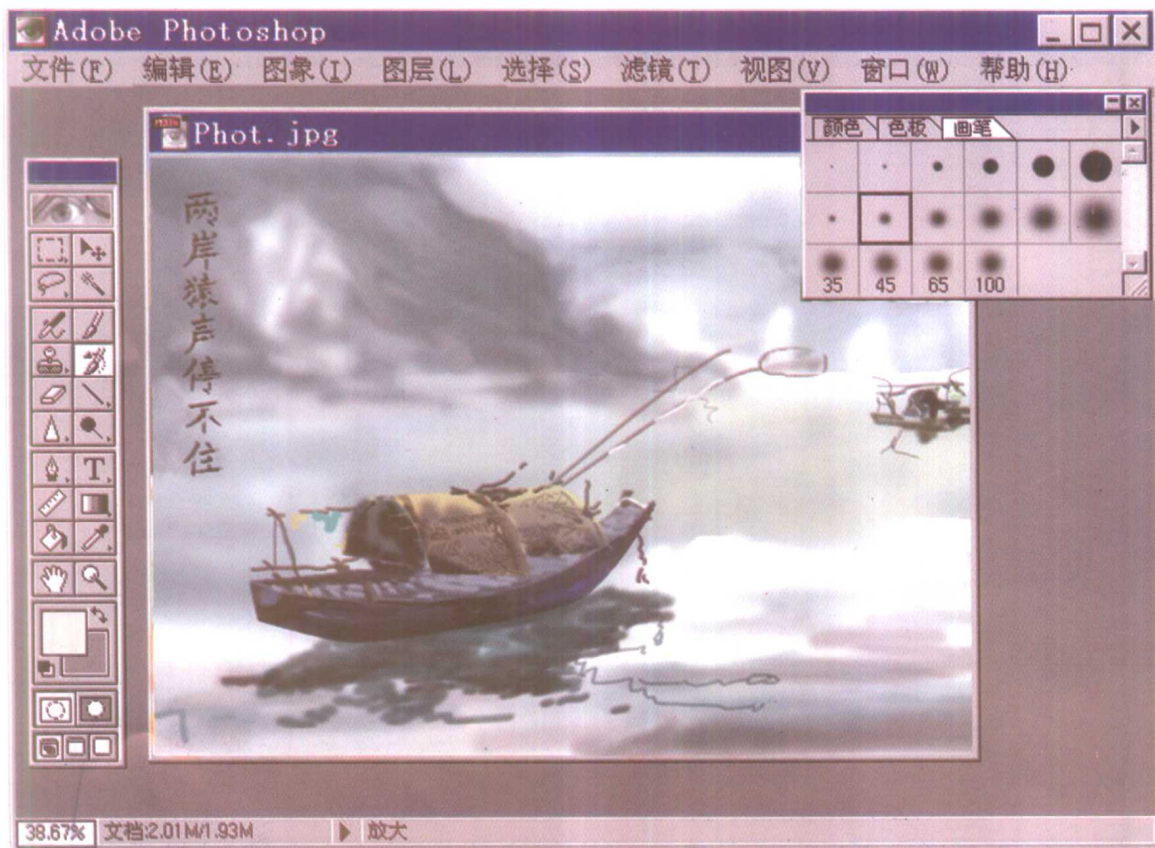 Adobe Photoshop
文件(F) 编辑(E) 图象(I) 图层(L) 选择(S) 滤镜(T) 视图(V) 窗口(W) 帮助(H)
Phot.jpg
颜色 色板 画笔
35 45 65 100
两岸猿声停不住
T
38.67% 文档:2.01M/1.93M 放大